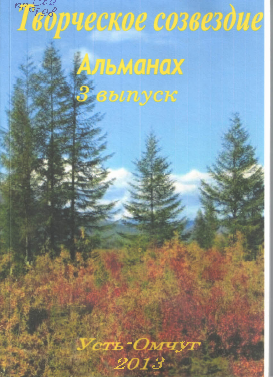 Творческое созвездие
Альманах
3 выпуск
Усть-Омчуг
2013